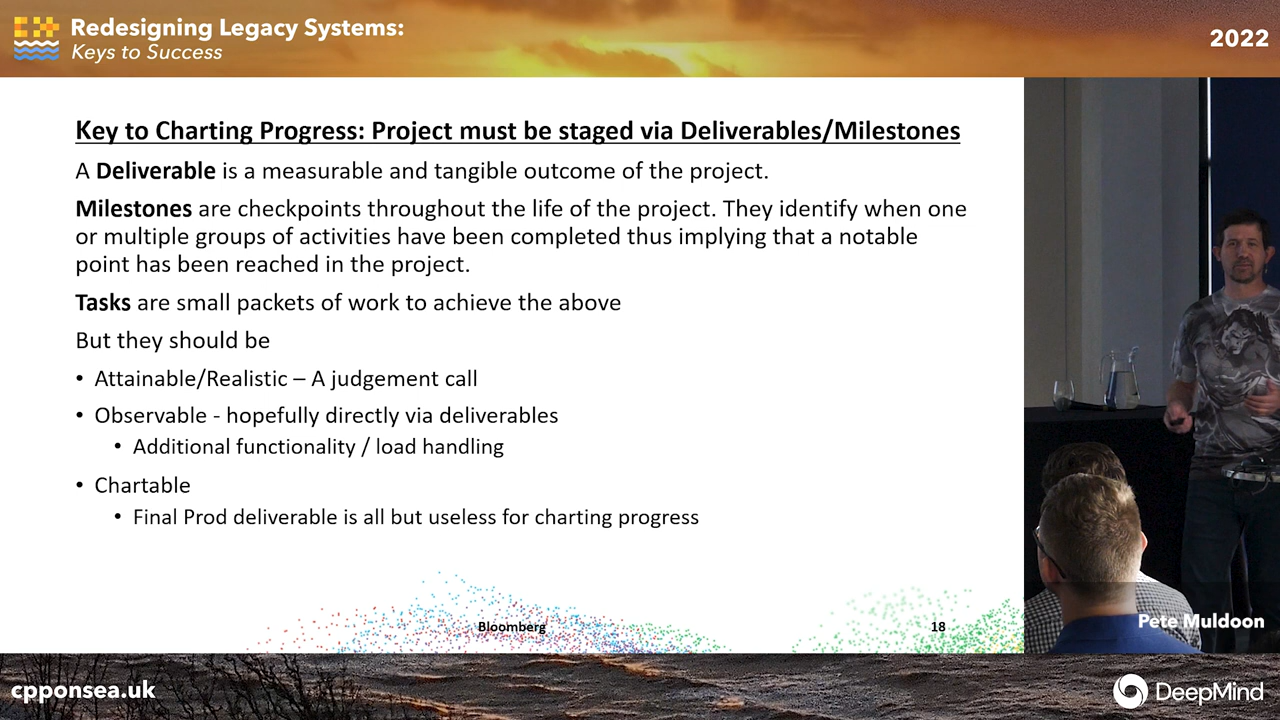 Redesigning Legacy Systems:
Keys to Success
2022
Key to Charting Progress: Project must be staged via Deliverables/Milestones
A Deliverable is a measurable and tangible outcome of the project.
Milestones are checkpoints throughout the life of the project. They identify when one
or multiple groups of activities have been completed thus implying that a notable
point has been reached in the project.
Tasks are small packets of work to achieve the above
But they should be
• Attainable/Realistic – A judgement call
• Observable - hopefully directly via deliverables
• Additional functionality / load handling
• Chartable
• Final Prod deliverable is all but useless for charting progress
Bloomberg
18
Pete Muldoon
cpponsea.uk
DeepMind